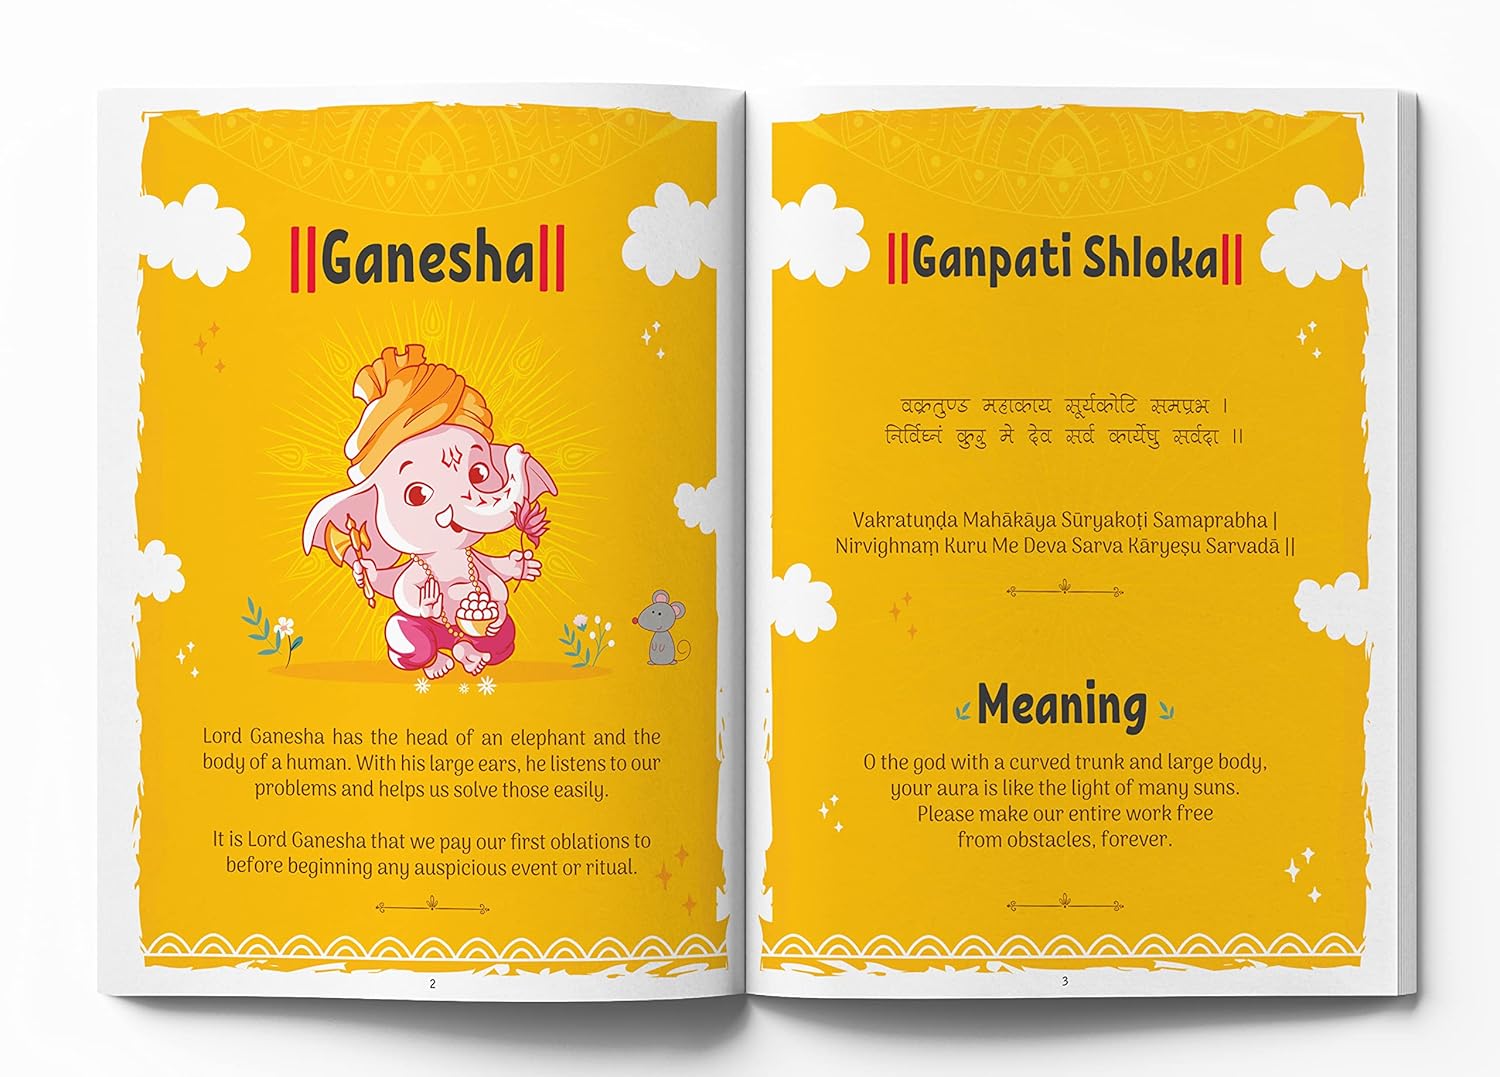 ||Ganesha||
Lord Ganesha has the head of an elephant and the
body of a human. With his large ears, he listens to our
problems and helps us solve those easily.
It is Lord Ganesha that we pay our first oblations to
before beginning any auspicious event or ritual.
2
||Ganpati Shloka||
वक्रतुण्ड महाकाय सूर्यकोटि समप्रभ ।
निर्विघ्नं कुरु मे देव सर्व कार्येषु सर्वदा ॥
Vakratuṇḍa Mahākāya Sūryakoṭi Samaprabha |
Nirvighnaṃ Kuru Me Deva Sarva Kāryeṣu Sarvadā ||
Meaning
O the god with a curved trunk and large body,
your aura is like the light of many suns.
Please make our entire work free
from obstacles, forever.
3